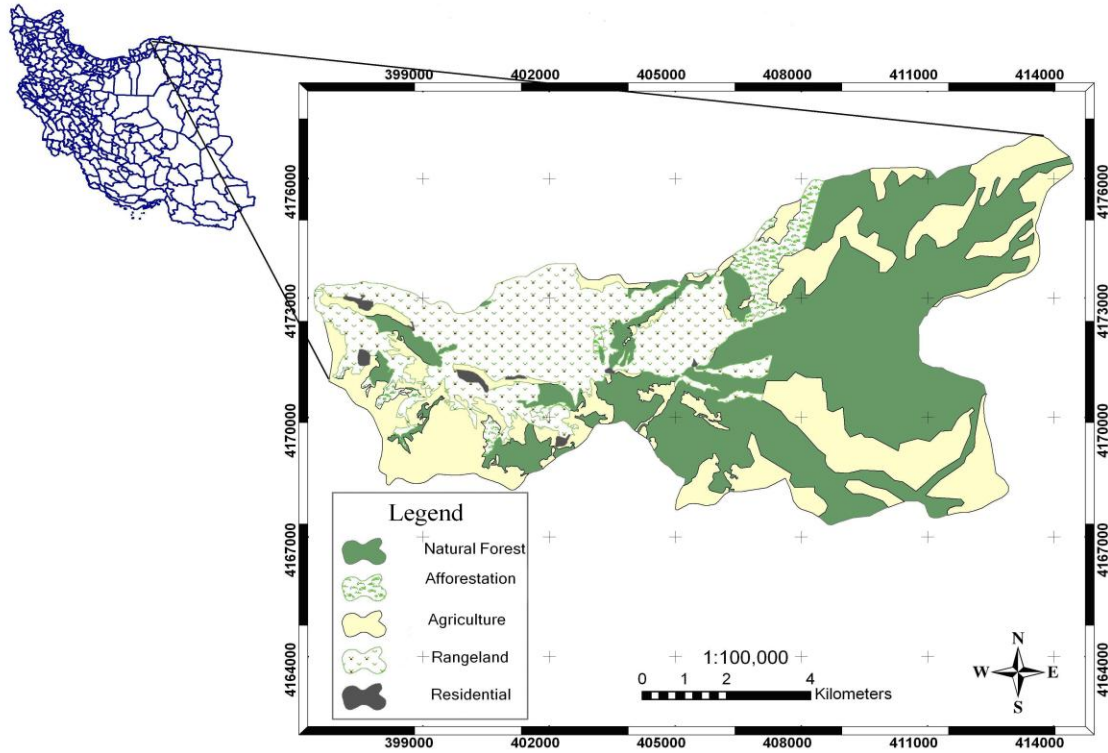 399000 402000 405000 408000 411000 414000
4176000 4176000
4173000 4173000
4170000 4170000
4167000 4167000
4164000 4164000
Legend
Natural Forest
Afforestation
Agriculture
Rangeland
Residential
1:100,000
0 1 2 4
Kilometers
N
W E
S
399000 402000 405000 408000 411000 414000